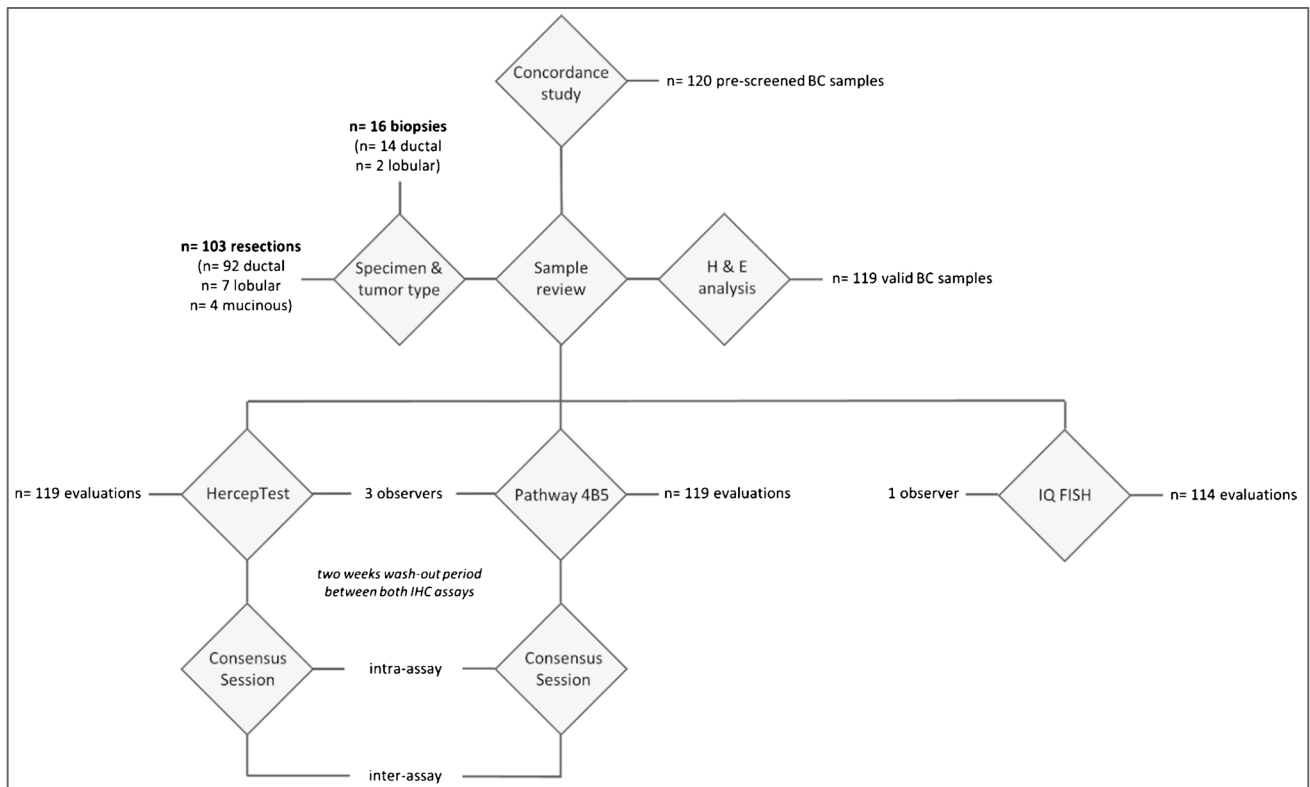 Concordance
study
n= 120 pre-screened BC samples
n= 16 biopsies
(n= 14 ductal
n= 2 lobular)
n= 103 resections
(n= 92 ductal
n= 7 lobular
n= 4 mucinous)
Specimen &
tumor type
Sample
review
H & E
analysis
n= 119 valid BC samples
n= 119 evaluations
HercepTest
3 observers
Pathway 4B5
n= 119 evaluations
1 observer
IQ FISH
n= 114 evaluations
two weeks wash-out period
between both IHC assays
Consensus
Session
intra-assay
Consensus
Session
inter-assay